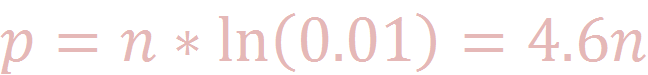 p = n * ln(0.01) = 4.6n